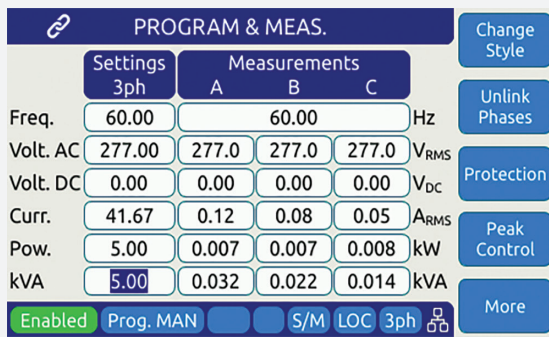 PROGRAM & MEAS.
Settings Measurements
3ph A B C
Freq. 60.00 60.00 Hz
Volt. AC 277.00 277.0 277.0 277.0 VRMS
Volt. DC 0.00 0.00 0.00 0.00 VDC
Curr. 41.67 0.12 0.08 0.05 ARMS
Pow. 5.00 0.007 0.007 0.008 kW
kVA 5.00 0.032 0.022 0.014 kVA
Enabled Prog. MAN S/M LOC 3ph
Change
Style
Unlink
Phases
Protection
Peak
Control
More